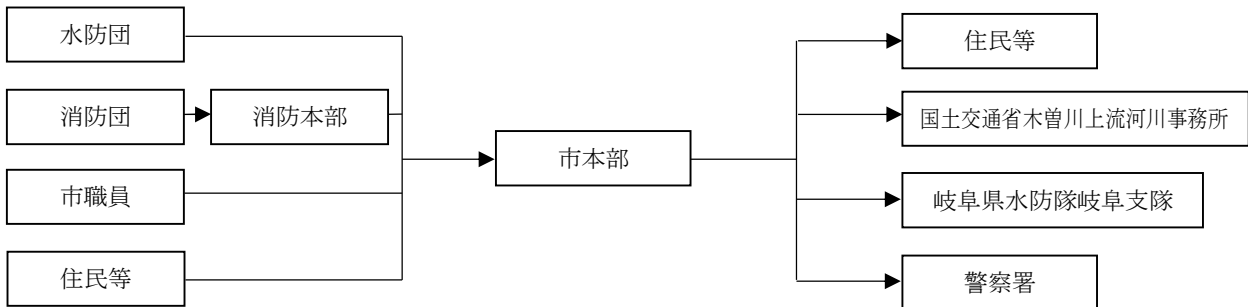 水防団
消防団
消防本部
市職員
住民等
市本部
住民等
国土交通省木曽川上流河川事務所
岐阜県水防隊岐阜支隊
警察署